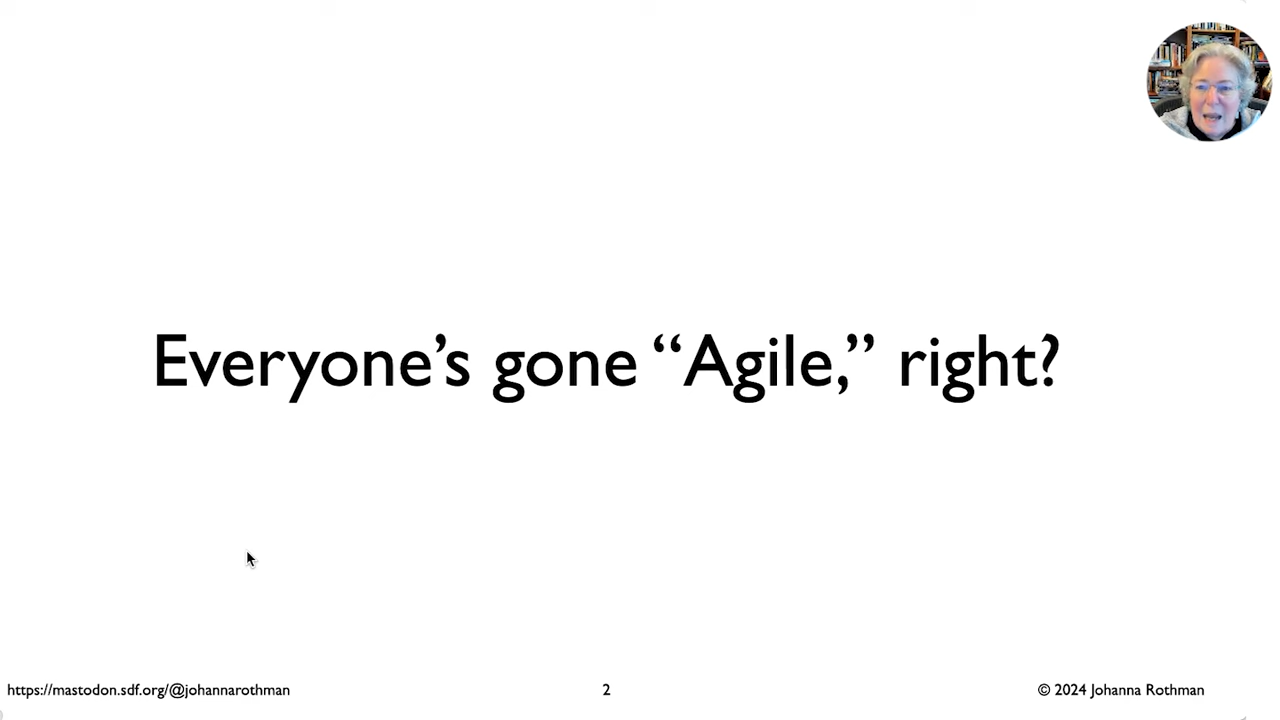 Everyone’s gone “Agile,” right?
https://mastodon.sdf.org/@johannarothman
2
© 2024 Johanna Rothman